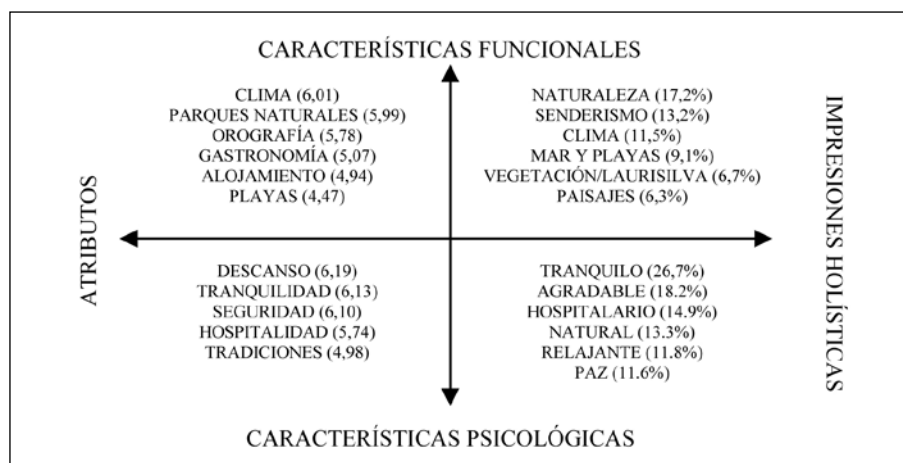 CARACTERÍSTICAS FUNCIONALES
CLIMA (6,01)
PARQUES NATURALES (5,99)
OROGRAFÍA (5,78)
GASTRONOMÍA (5,07)
ALOJAMIENTO (4,94)
PLAYAS (4,47)
NATURALEZA (17,2%)
SENDERISMO (13,2%)
CLIMA (11,5%)
MAR Y PLAYAS (9,1%)
VEGETACIÓN/LAURISILVA (6,7%)
PAISAJES (6,3%)
ATRIBUTOS
IMPRESIONES HOLÍSTICAS
DESCANSO (6,19)
TRANQUILIDAD (6,13)
SEGURIDAD (6,10)
HOSPITALIDAD (5,74)
TRADICIONES (4,98)
TRANQUILO (26,7%)
AGRADABLE (18.2%)
HOSPITALARIO (14.9%)
NATURAL (13.3%)
RELAJANTE (11.8%)
PAZ (11.6%)
CARACTERÍSTICAS PSICOLÓGICAS